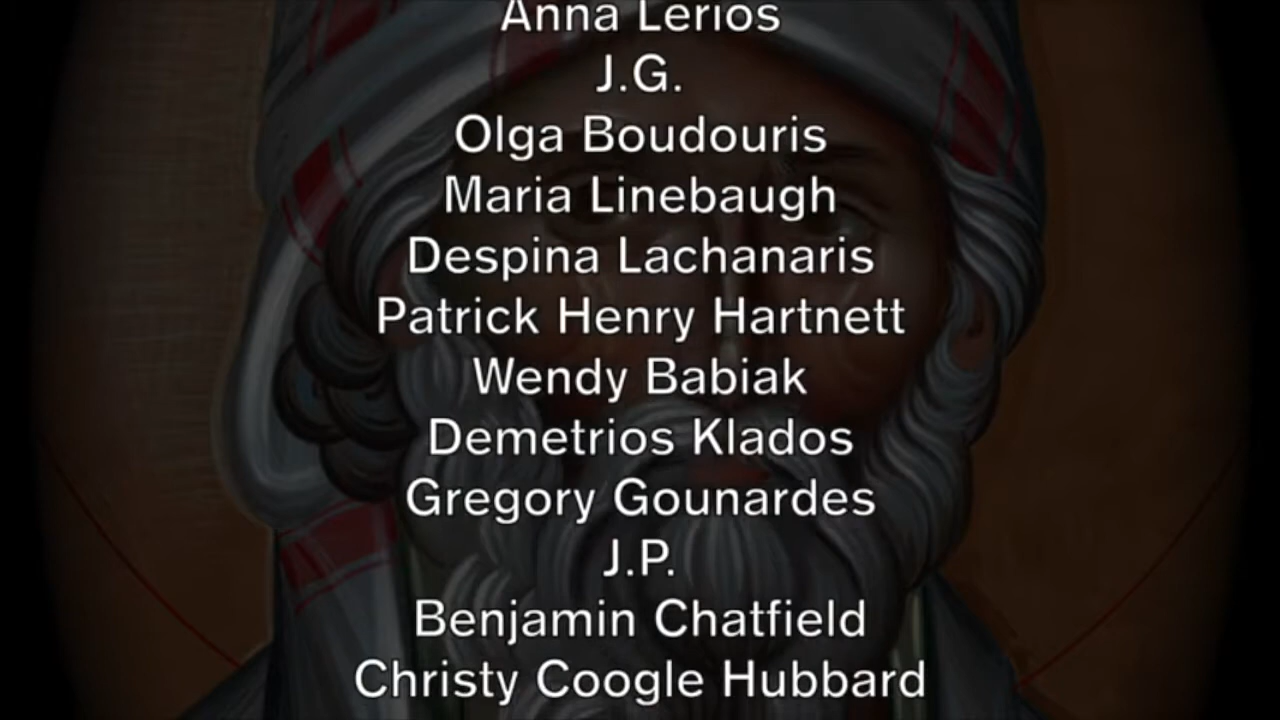 Anna Lerios
J.G.
Olga Boudouris
Maria Linebaugh
Despina Lachanaris
Patrick Henry Hartnett
Wendy Babiak
Demetrios Klados
Gregory Gounardes
J.P.
Benjamin Chatfield
Christy Coogle Hubbard